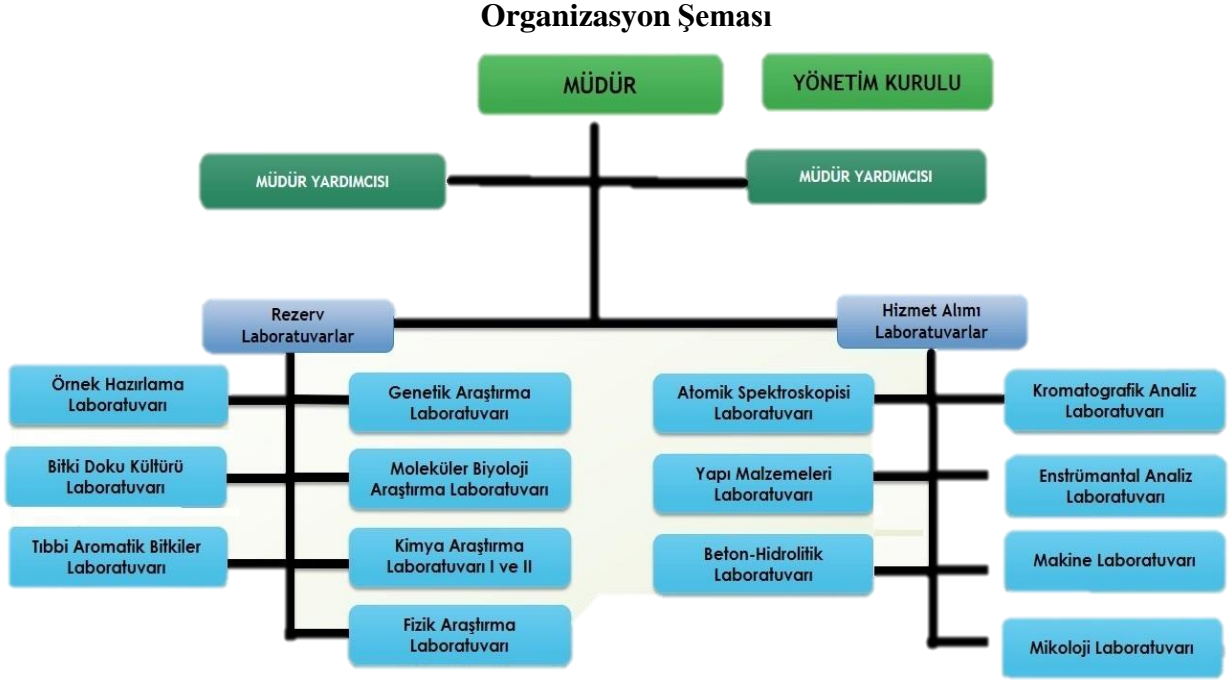 Organizasyon Şeması
MÜDÜR
YÖNETİM KURULU
MÜDÜR YARDIMCISI
MÜDÜR YARDIMCISI
Rezerv
Laboratuvarlar
Hizmet Alımı
Laboratuvarlar
Örnek Hazırlama
Laboratuvarı
Genetik Araştırma
Laboratuvarı
Atomik Spektroskopisi
Laboratuvarı
Kromatografik Analiz
Laboratuvarı
Bitki Doku Kültürü
Laboratuvarı
Moleküler Biyoloji
Araştırma Laboratuvarı
Yapı Malzemeleri
Laboratuvarı
Enstrümantal Analiz
Laboratuvarı
Tıbbi Aromatik Bitkiler
Laboratuvarı
Kimya Araştırma
Laboratuvarı I ve II
Beton-Hidrolitik
Laboratuvarı
Makine Laboratuvarı
Fizik Araştırma
Laboratuvarı
Mikoloji Laboratuvarı